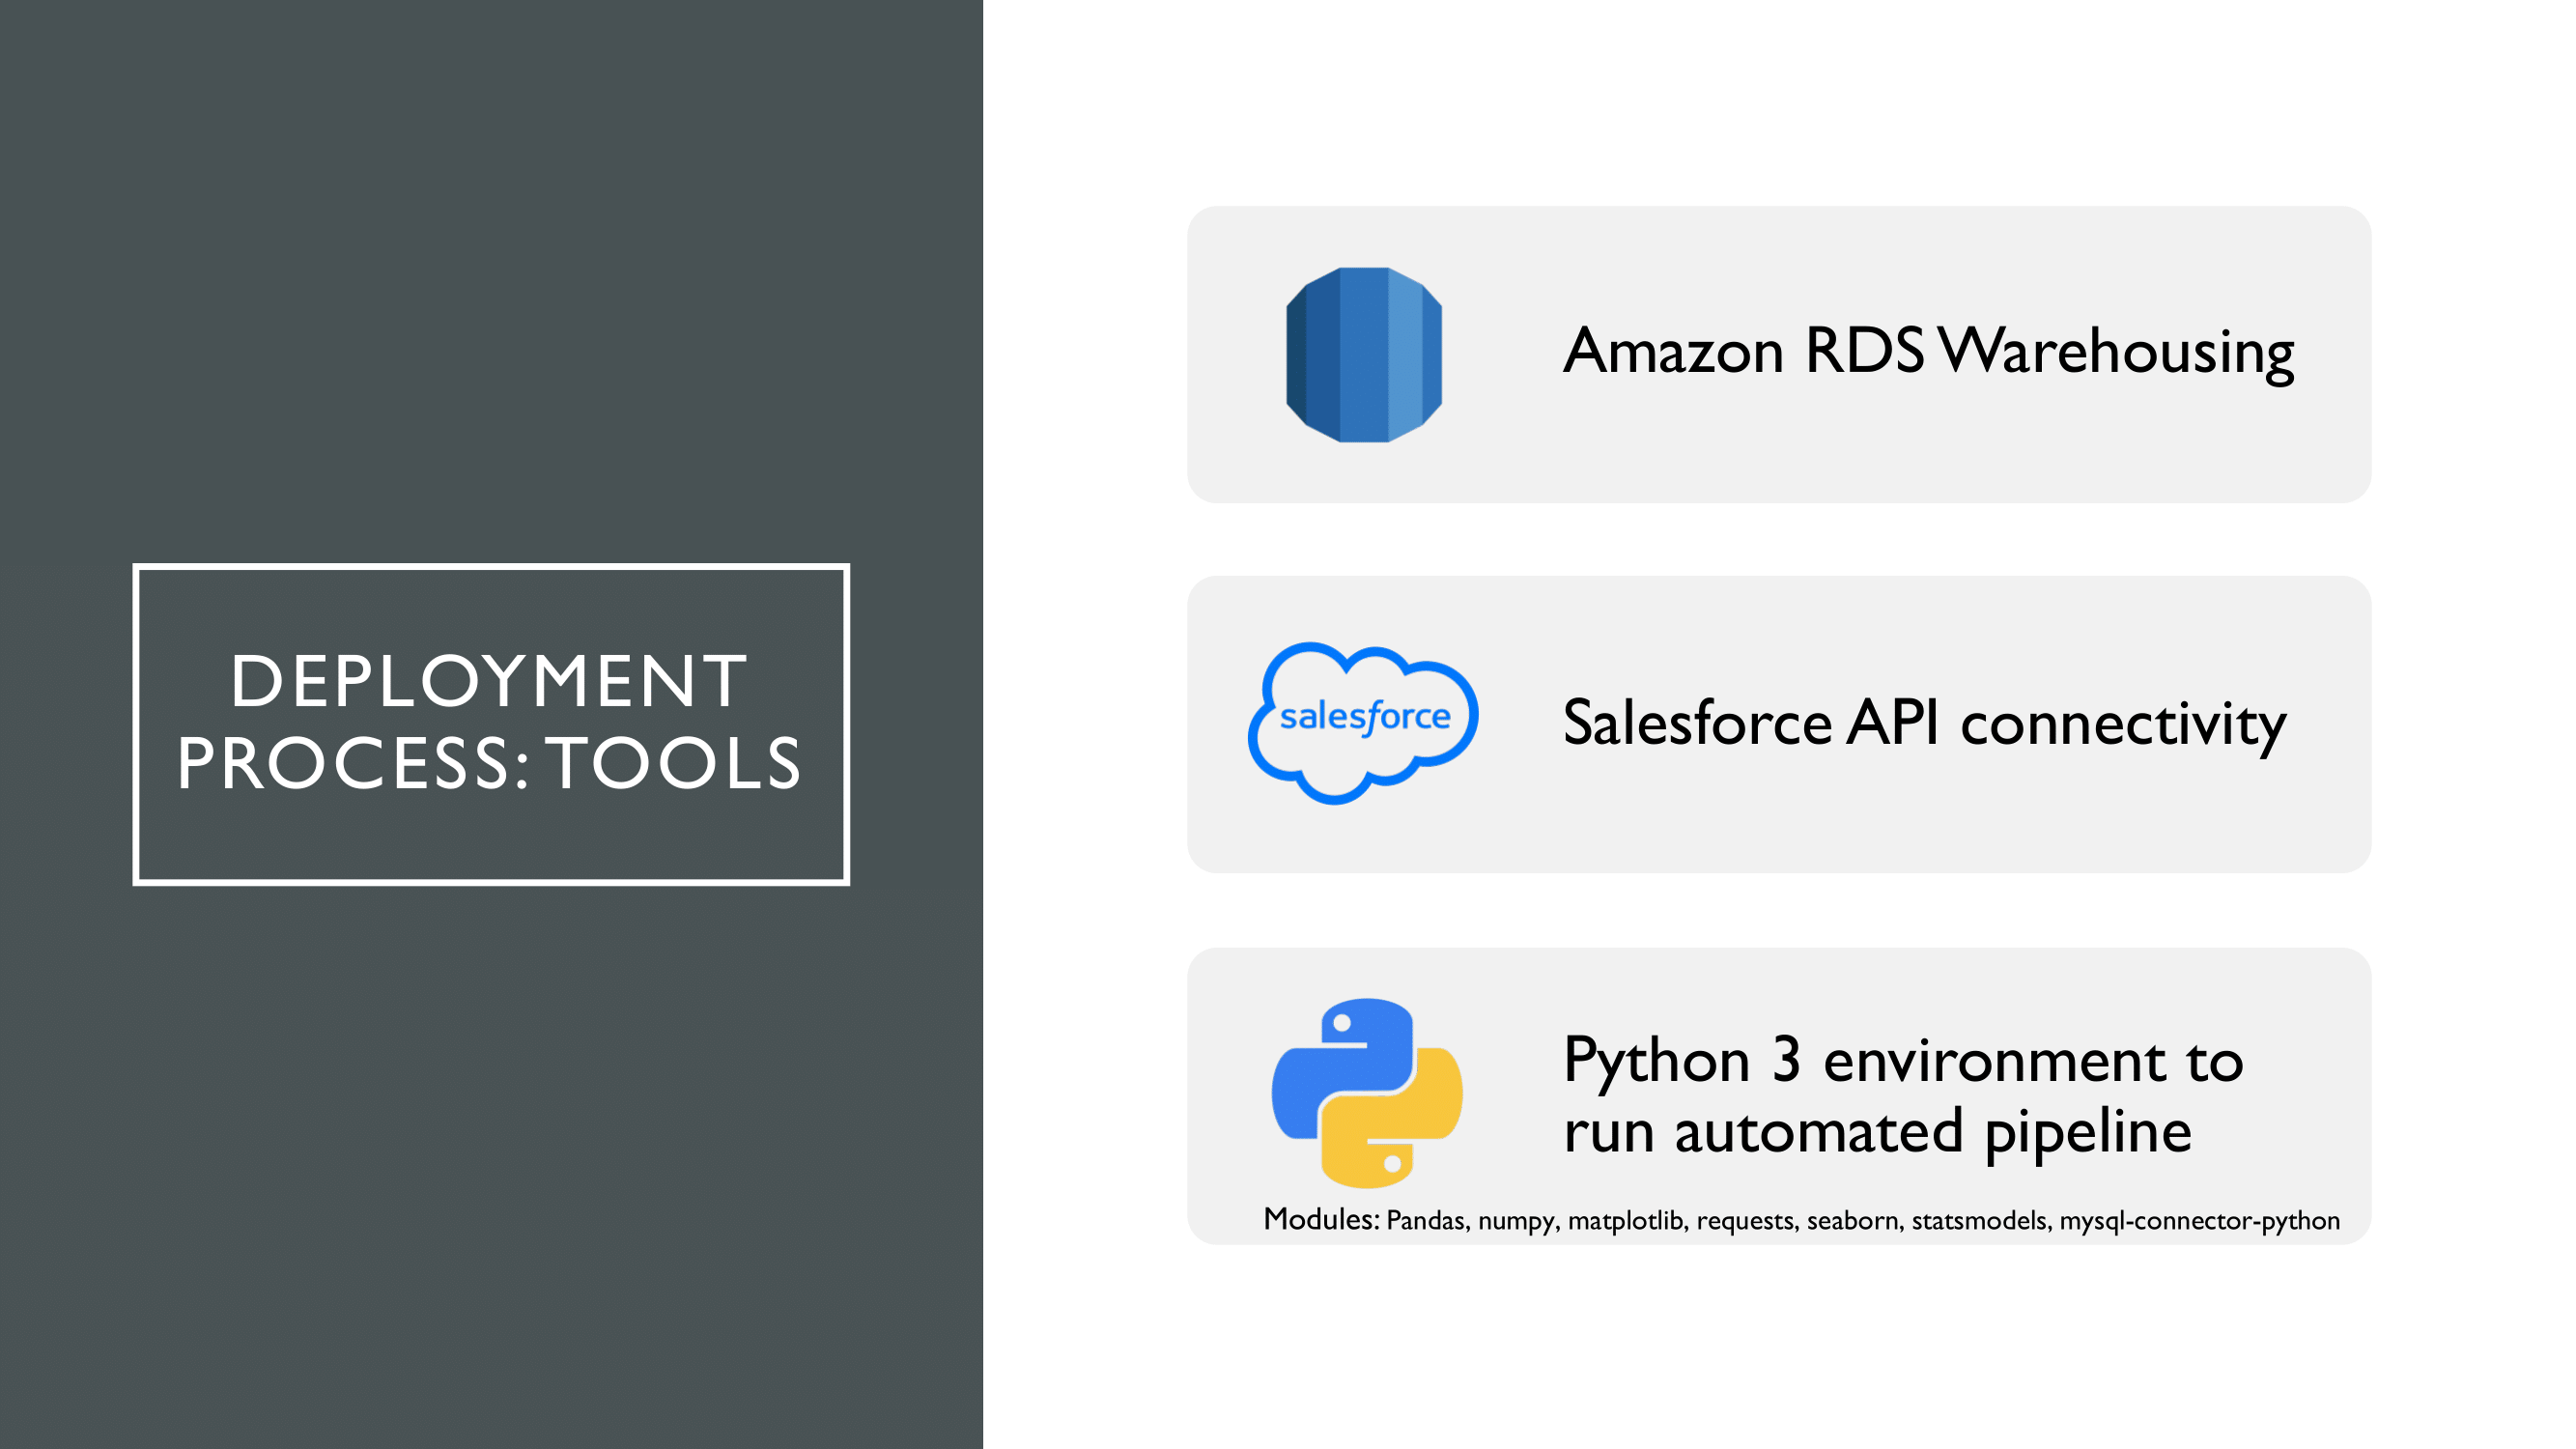 DEPLOYMENT
PROCESS: TOOLS
Amazon RDS Warehousing
salesforce
Salesforce API connectivity
Python 3 environment to
run automated pipeline
Modules: Pandas, numpy, matplotlib, requests, seaborn, statsmodels, mysql-connector-python